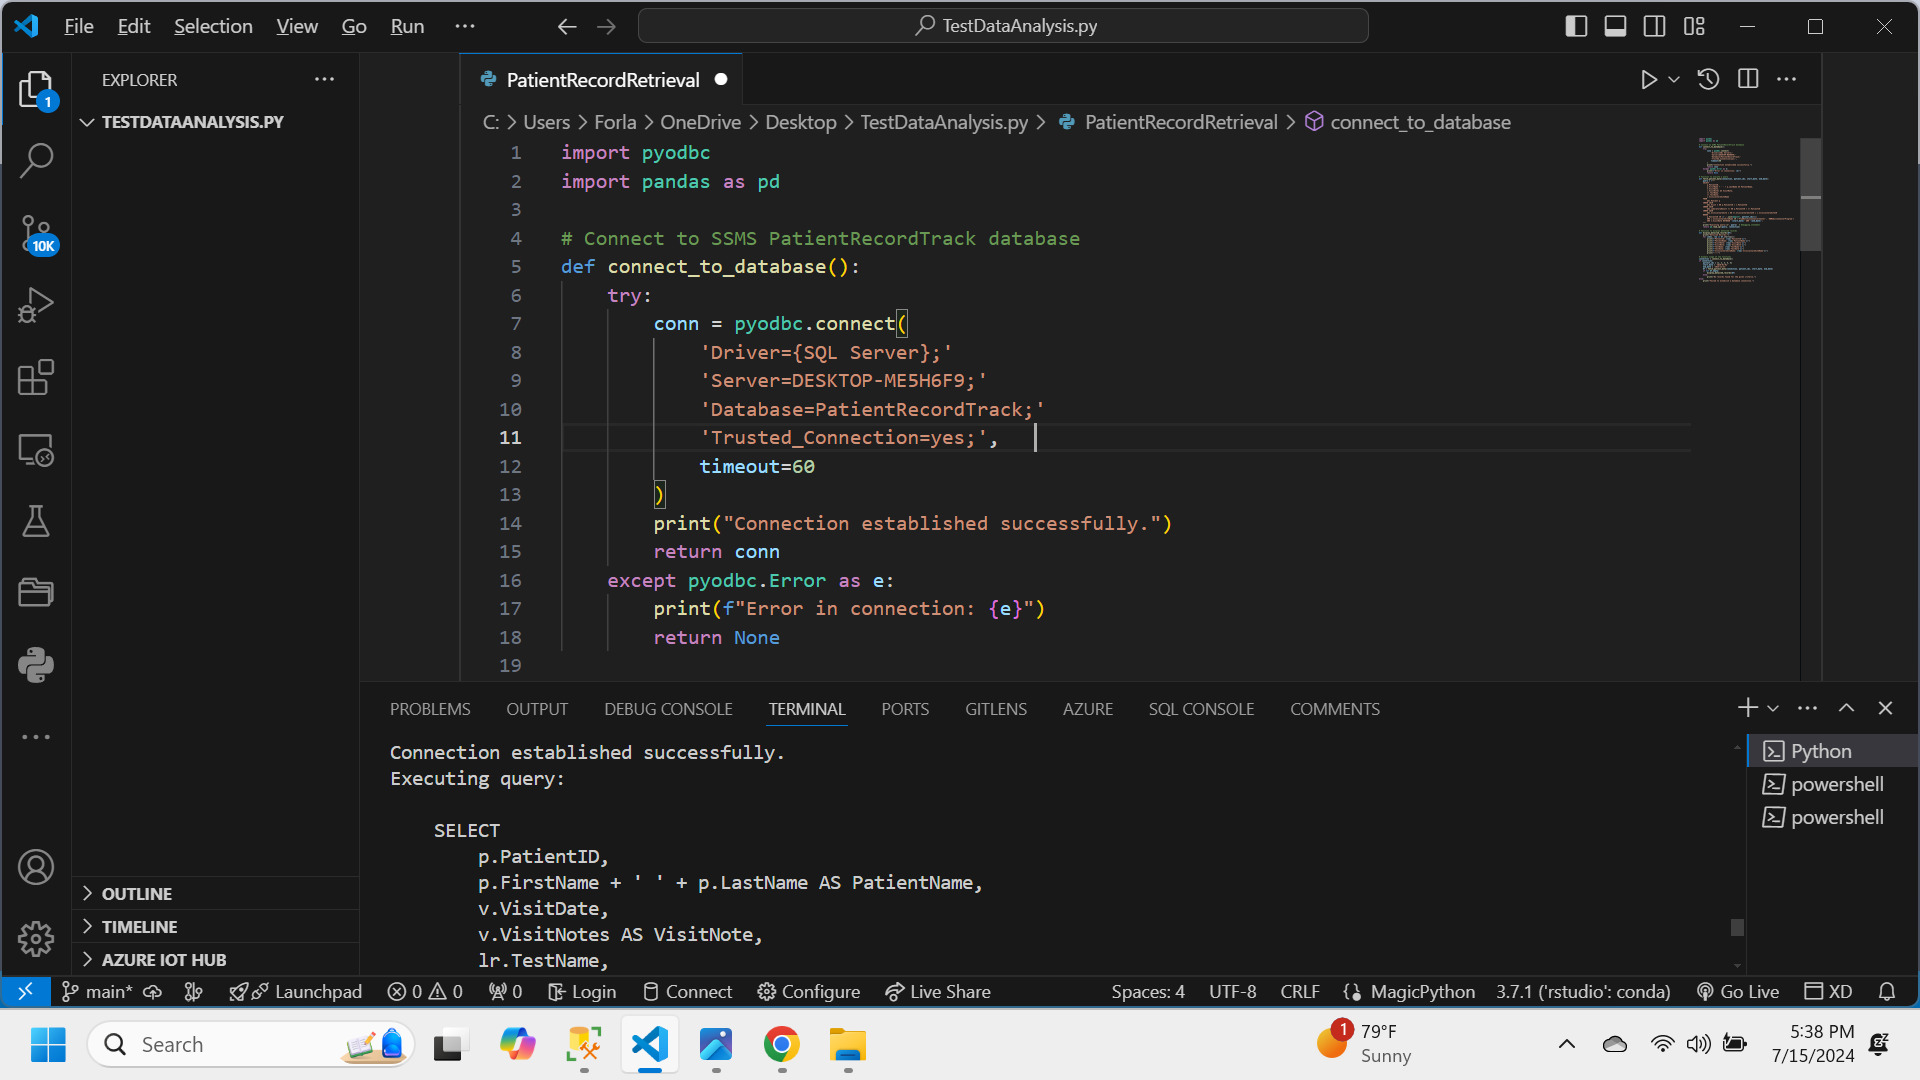 File Edit Selection View Go Run TestDataAnalysis.py
EXPLORER
TESTDATAANALYSIS.PY
1
10K
OUTLINE
TIMELINE
AZURE IOT HUB
PatientRecordRetrieval
C: > Users > Forla > OneDrive > Desktop > TestDataAnalysis.py > PatientRecordRetrieval > connect_to_database
1 import pyodbc
2 import pandas as pd
3
4 # Connect to SSMS PatientRecordTrack database
5 def connect_to_database():
6 try:
7 conn = pyodbc.connect(
8 'Driver={SQL Server};'
9 'Server=DESKTOP-ME5H6F9;'
10 'Database=PatientRecordTrack;'
11 'Trusted_Connection=yes;',
12 timeout=60
13 )
14 print("Connection established successfully.")
15 return conn
16 except pyodbc.Error as e:
17 print(f"Error in connection: {e}")
18 return None
19
PROBLEMS OUTPUT DEBUG CONSOLE TERMINAL PORTS GITLENS AZURE SQL CONSOLE COMMENTS
Connection established successfully.
Executing query:
SELECT
p.PatientID,
p.FirstName + ' ' + p.LastName AS PatientName,
v.VisitDate,
v.VisitNotes AS VisitNote,
lr.TestName,
Python
powershell
powershell
main* Launchpad 0 0 0 Login Connect Configure Live Share Spaces: 4 UTF-8 CRLF MagicPython 3.7.1 ('rstudio': conda) Go Live XD
Search
1
79°F
Sunny
5:38 PM
7/15/2024